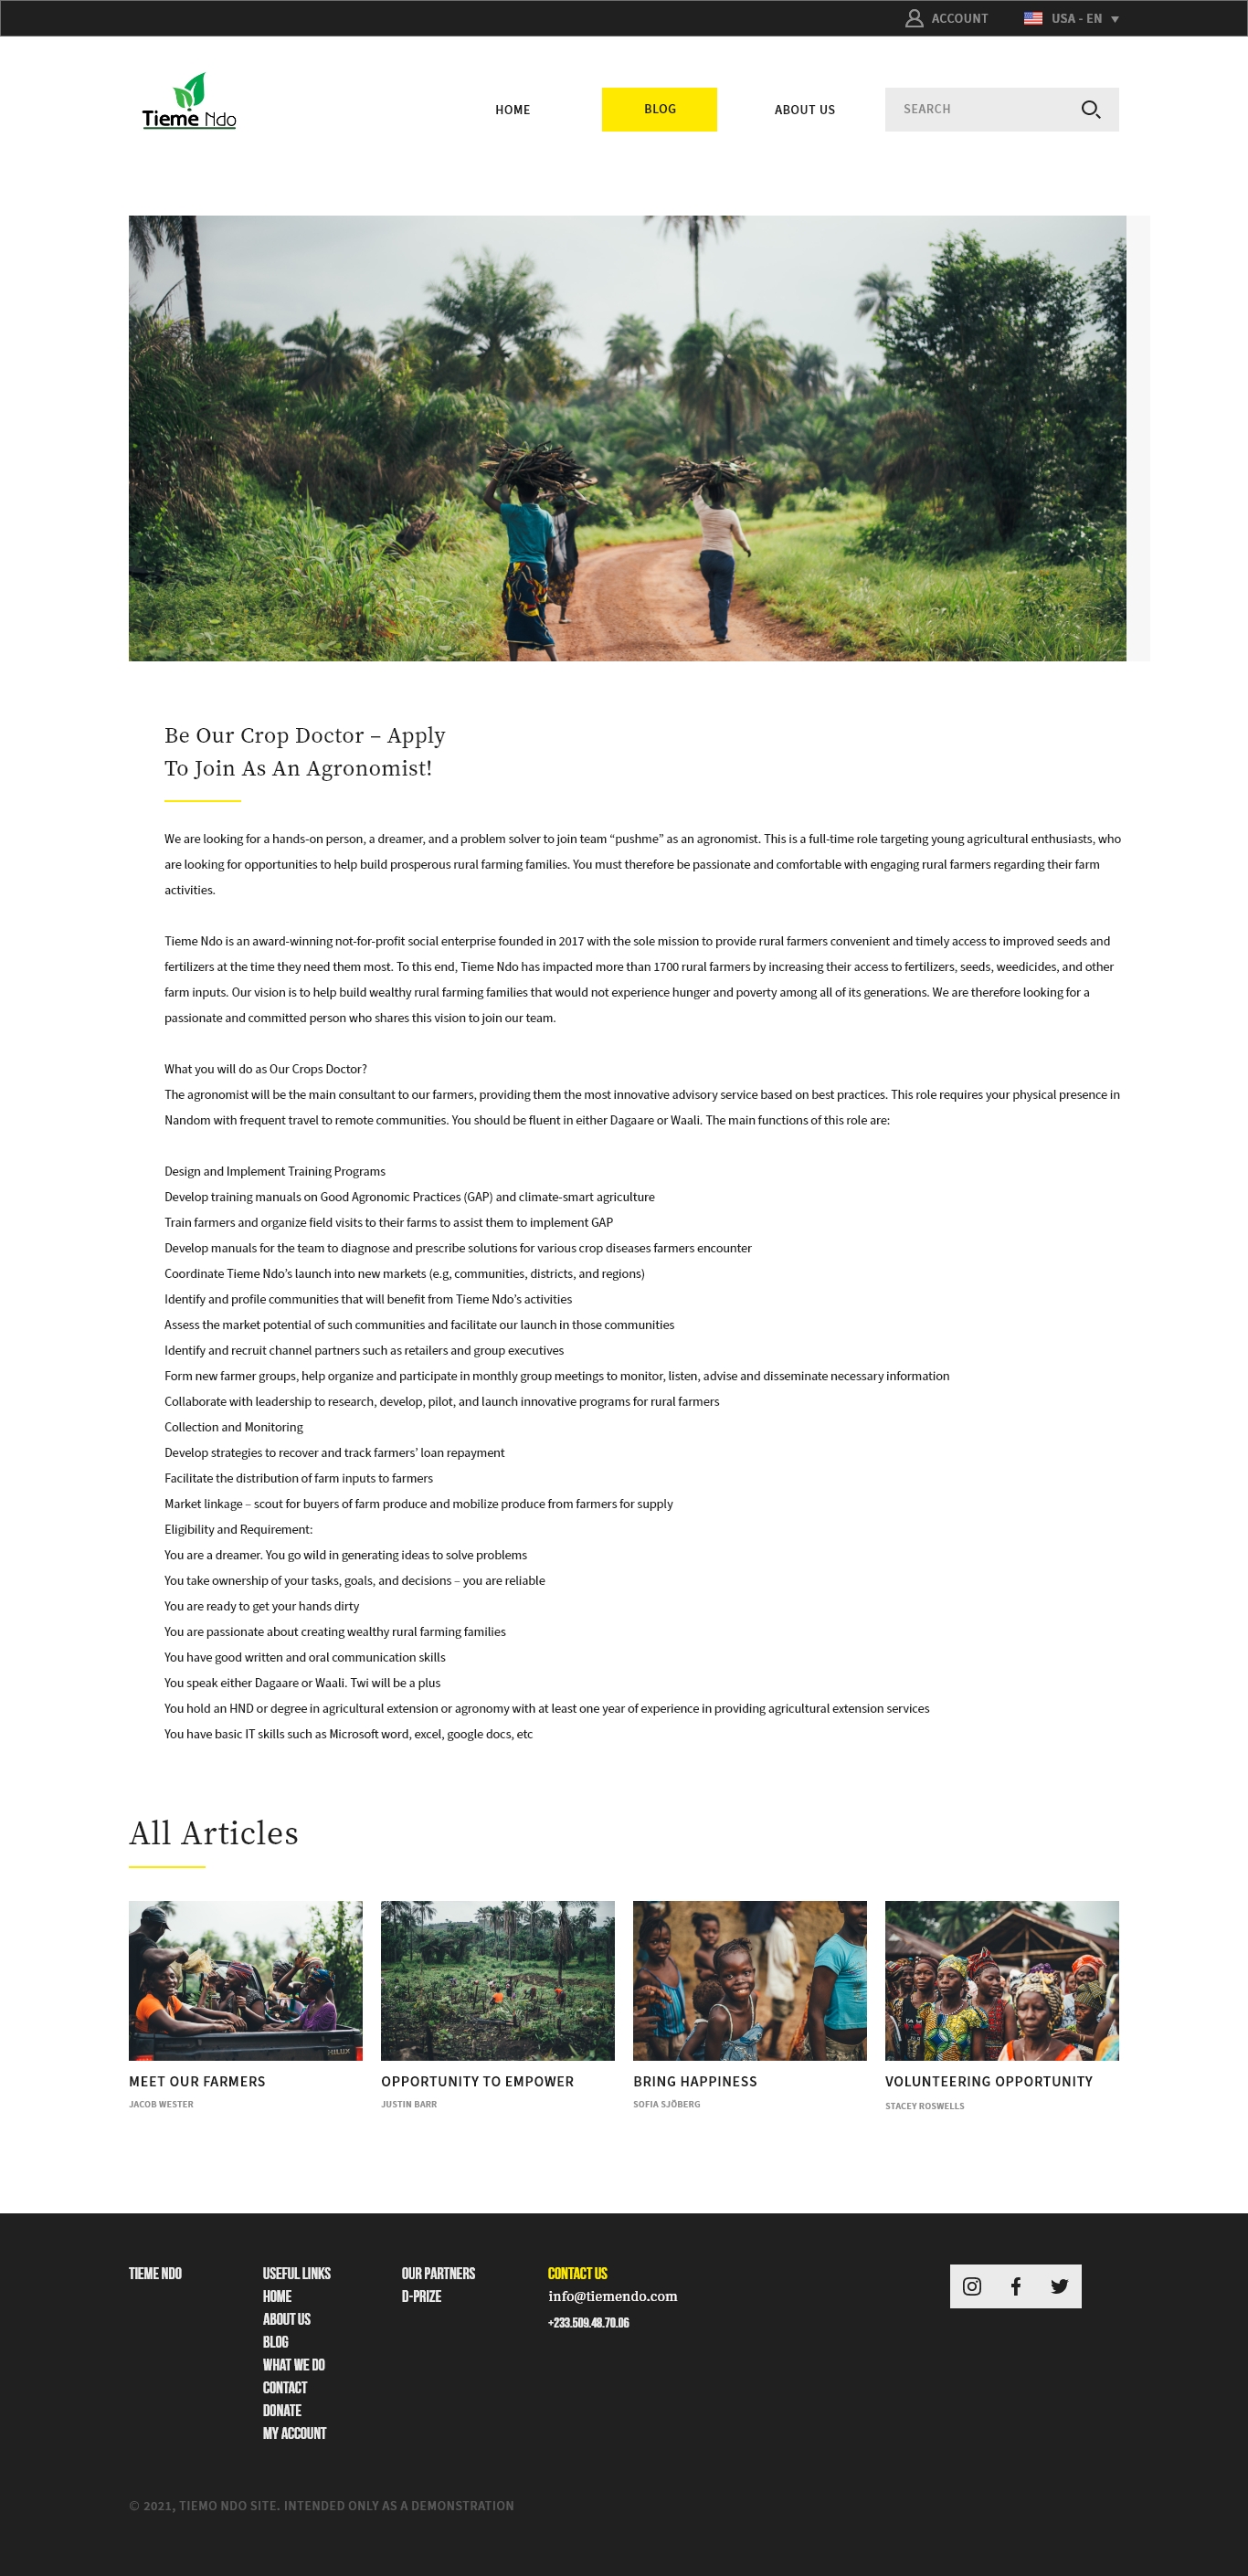 ACCOUNT
USA - EN
Tieme Ndo
HOME
BLOG
ABOUT US
SEARCH
Be Our Crop Doctor – Apply
To Join As An Agronomist!
We are looking for a hands-on person, a dreamer, and a problem solver to join team “pushme” as an agronomist. This is a full-time role targeting young agricultural enthusiasts, who
are looking for opportunities to help build prosperous rural farming families. You must therefore be passionate and comfortable with engaging rural farmers regarding their farm
activities.
Tieme Ndo is an award-winning not-for-profit social enterprise founded in 2017 with the sole mission to provide rural farmers convenient and timely access to improved seeds and
fertilizers at the time they need them most. To this end, Tieme Ndo has impacted more than 1700 rural farmers by increasing their access to fertilizers, seeds, weedicides, and other
farm inputs. Our vision is to help build wealthy rural farming families that would not experience hunger and poverty among all of its generations. We are therefore looking for a
passionate and committed person who shares this vision to join our team.
What you will do as Our Crops Doctor?
The agronomist will be the main consultant to our farmers, providing them the most innovative advisory service based on best practices. This role requires your physical presence in
Nandom with frequent travel to remote communities. You should be fluent in either Dagaare or Waali. The main functions of this role are:
Design and Implement Training Programs
Develop training manuals on Good Agronomic Practices (GAP) and climate-smart agriculture
Train farmers and organize field visits to their farms to assist them to implement GAP
Develop manuals for the team to diagnose and prescribe solutions for various crop diseases farmers encounter
Coordinate Tieme Ndo’s launch into new markets (e.g, communities, districts, and regions)
Identify and profile communities that will benefit from Tieme Ndo’s activities
Assess the market potential of such communities and facilitate our launch in those communities
Identify and recruit channel partners such as retailers and group executives
Form new farmer groups, help organize and participate in monthly group meetings to monitor, listen, advise and disseminate necessary information
Collaborate with leadership to research, develop, pilot, and launch innovative programs for rural farmers
Collection and Monitoring
Develop strategies to recover and track farmers’ loan repayment
Facilitate the distribution of farm inputs to farmers
Market linkage – scout for buyers of farm produce and mobilize produce from farmers for supply
Eligibility and Requirement:
You are a dreamer. You go wild in generating ideas to solve problems
You take ownership of your tasks, goals, and decisions – you are reliable
You are ready to get your hands dirty
You are passionate about creating wealthy rural farming families
You have good written and oral communication skills
You speak either Dagaare or Waali. Twi will be a plus
You hold an HND or degree in agricultural extension or agronomy with at least one year of experience in providing agricultural extension services
You have basic IT skills such as Microsoft word, excel, google docs, etc
All Articles
HILUX
MEET OUR FARMERS
JACOB WESTER
OPPORTUNITY TO EMPOWER
JUSTIN BARR
BRING HAPPINESS
SOFIA SJÖBERG
VOLUNTEERING OPPORTUNITY
STACEY ROSWELLS
TIEME NDO
USEFUL LINKS
HOME
ABOUT US
BLOG
WHAT WE DO
CONTACT
DONATE
MY ACCOUNT
OUR PARTNERS
D-PRIZE
CONTACT US
info@tiemendo.com
+233.509.48.70.06
© 2021, TIEMO NDO SITE. INTENDED ONLY AS A DEMONSTRATION